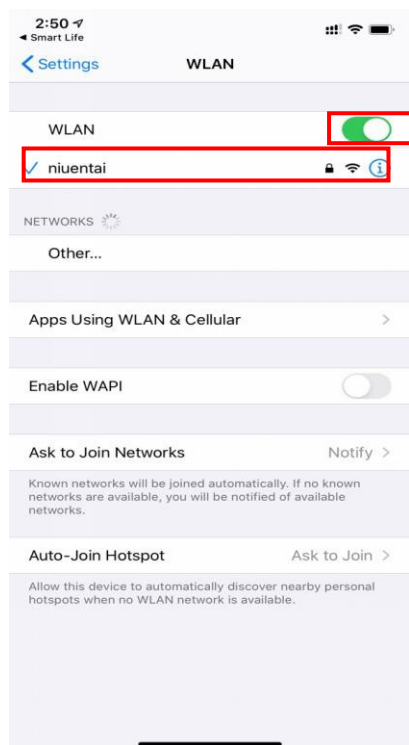 2:50
Smart Life
Settings
WLAN
WLAN
niuentai
NETWORKS
Other...
Apps Using WLAN & Cellular
Enable WAPI
Ask to Join Networks Notify
Known networks will be joined automatically. If no known
networks are available, you will be notified of available
networks.
Auto-Join Hotspot Ask to Join
Allow this device to automatically discover nearby personal
hotspots when no WLAN network is available.